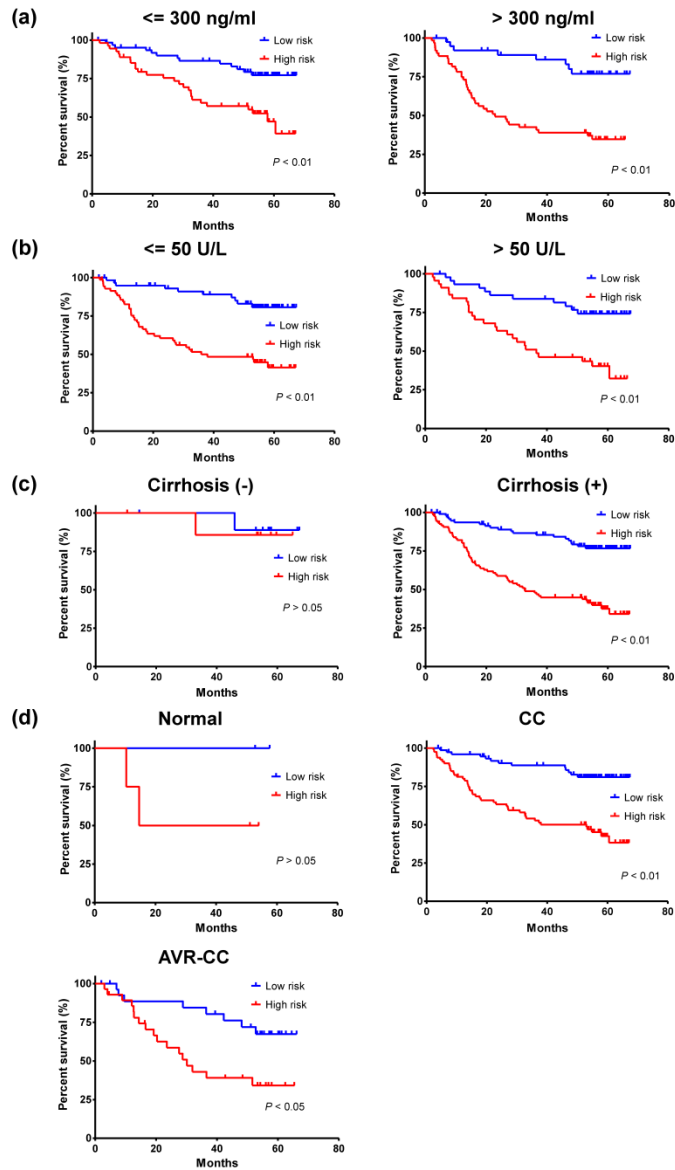 (a)
<= 300 ng/ml
Percent survival (%)
100
75
50
25
0
0 20 40 60 80
Months
Low risk
High risk
P < 0.01
> 300 ng/ml
Percent survival (%)
100
75
50
25
0
0 20 40 60 80
Months
Low risk
High risk
P < 0.01
(b)
<= 50 U/L
Percent survival (%)
100
75
50
25
0
0 20 40 60 80
Months
Low risk
High risk
P < 0.01
> 50 U/L
Percent survival (%)
100
75
50
25
0
0 20 40 60 80
Months
Low risk
High risk
P < 0.01
(c)
Cirrhosis (-)
Percent survival (%)
100
75
50
25
0
0 20 40 60 80
Months
Low risk
High risk
P > 0.05
Cirrhosis (+)
Percent survival (%)
100
75
50
25
0
0 20 40 60 80
Months
Low risk
High risk
P < 0.01
(d)
Normal
Percent survival (%)
100
75
50
25
0
0 20 40 60 80
Months
Low risk
High risk
P > 0.05
CC
Percent survival (%)
100
75
50
25
0
0 20 40 60 80
Months
Low risk
High risk
P < 0.01
AVR-CC
Percent survival (%)
100
75
50
25
0
0 20 40 60 80
Months
Low risk
High risk
P < 0.05